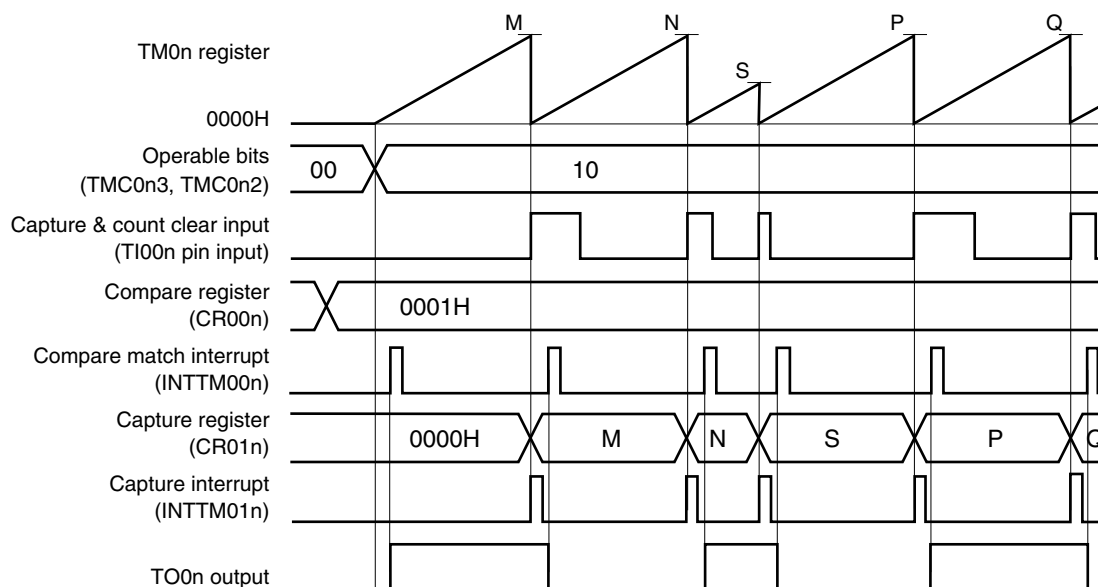 M N S P Q
TM0n register
0000H
Operable bits
(TMC0n3, TMC0n2)
00 10
Capture & count clear input
(TI00n pin input)
Compare register
(CR00n)
0001H
Compare match interrupt
(INTTM00n)
Capture register
(CR01n)
0000H M N S P Q
Capture interrupt
(INTTM01n)
TO0n output